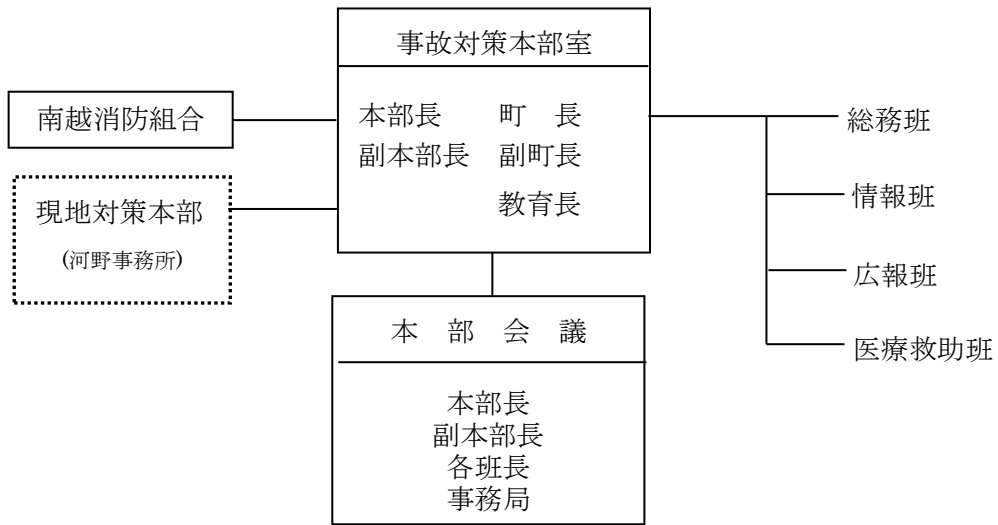 事故対策本部室
南越消防組合
本部長 町 長
副本部長 副町長
教育長
現地対策本部
(河野事務所)
総務班
情報班
広報班
医療救助班
本 部 会 議
本部長
副本部長
各班長
事務局